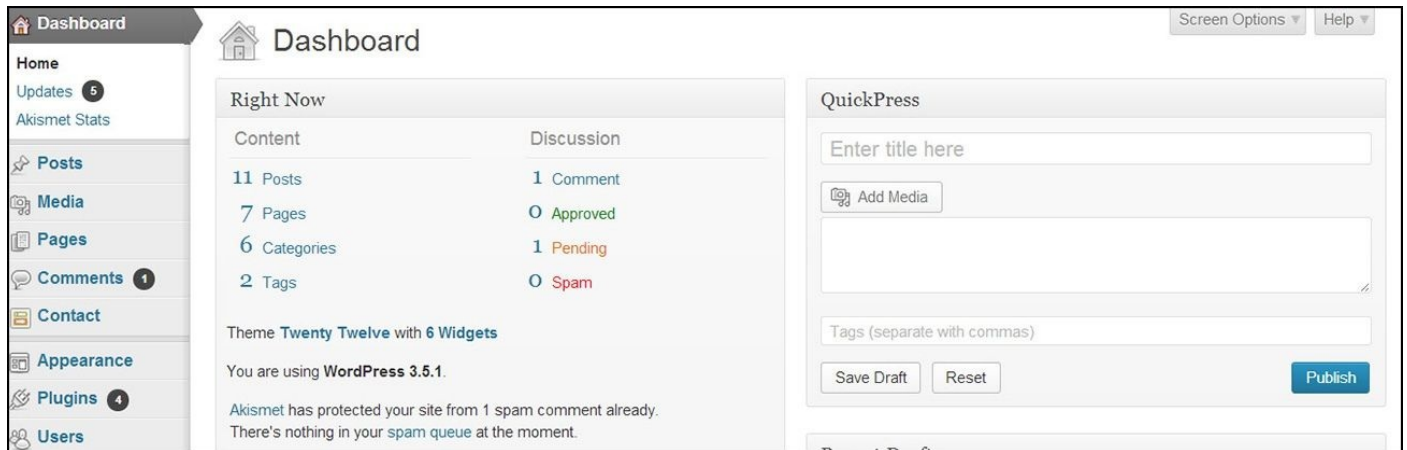 Dashboard
Home
Updates 5
Akismet Stats
Posts
Media
Pages
Comments 1
Contact
Appearance
Plugins 4
Users
Screen Options
Help
Dashboard
Right Now
Content
11 Posts
7 Pages
6 Categories
2 Tags
Discussion
1 Comment
0 Approved
1 Pending
0 Spam
Theme Twenty Twelve with 6 Widgets
You are using WordPress 3.5.1.
Akismet has protected your site from 1 spam comment already.
There's nothing in your spam queue at the moment.
QuickPress
Enter title here
Add Media
Tags (separate with commas)
Save Draft
Reset
Publish